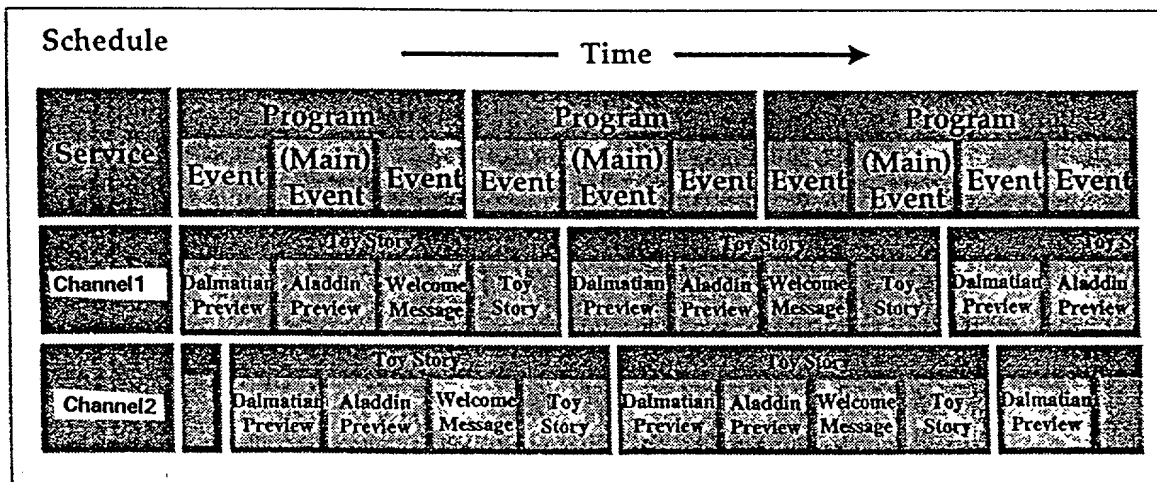 Schedule
Time
Service
Program
Event
(Main)
Event
Event
Program
Event
(Main)
Event
Event
Program
Event
(Main)
Event
Event
Event
Channel1
Toy Story
Dalmatian
Preview
Aladdin
Preview
Welcome
Message
Toy
Story
Toy Story
Dalmatian
Preview
Aladdin
Preview
Welcome
Message
Toy
Story
Toy S
Dalmatian
Preview
Aladdin
Preview
Channel2
Toy Story
Dalmatian
Preview
Aladdin
Preview
Welcome
Message
Toy
Story
Toy Story
Dalmatian
Preview
Aladdin
Preview
Welcome
Message
Toy
Story
Dalmatian
Preview